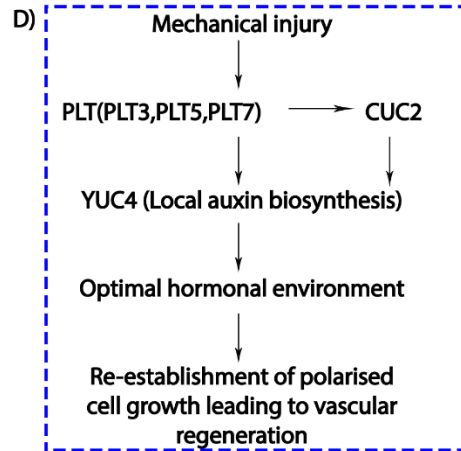 D)
Mechanical injury
PLT(PLT3,PLT5,PLT7)
CUC2
YUC4 (Local auxin biosynthesis)
Optimal hormonal environment
Re-establishment of polarised
cell growth leading to vascular
regeneration